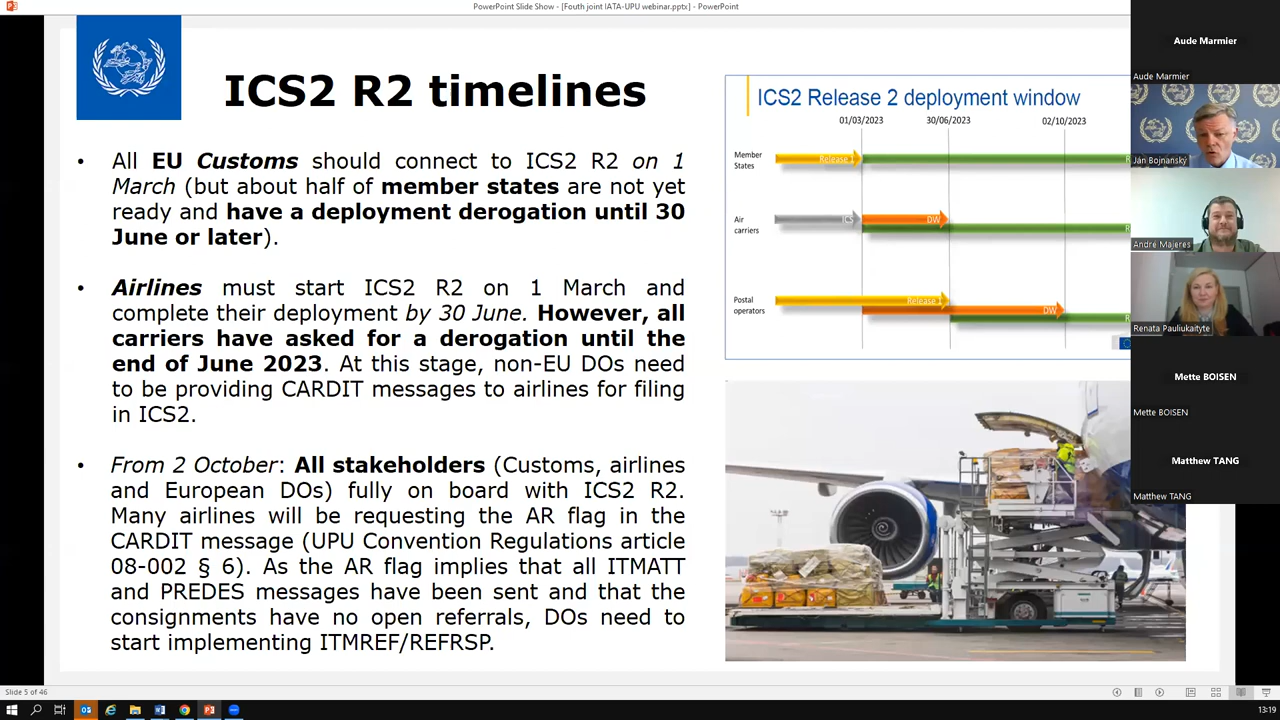 PowerPoint Slide Show - [Fouth joint IATA-UPU webinar.pptx] - PowerPoint
ICS2 R2 timelines
• All EU Customs should connect to ICS2 R2 on 1
March (but about half of member states are not yet
ready and have a deployment derogation until 30
June or later).
• Airlines must start ICS2 R2 on 1 March and
complete their deployment by 30 June. However, all
carriers have asked for a derogation until the
end of June 2023. At this stage, non-EU DOs need
to be providing CARDIT messages to airlines for filing
in ICS2.
• From 2 October: All stakeholders (Customs, airlines
and European DOs) fully on board with ICS2 R2.
Many airlines will be requesting the AR flag in the
CARDIT message (UPU Convention Regulations article
08-002 § 6). As the AR flag implies that all ITMATT
and PREDES messages have been sent and that the
consignments have no open referrals, DOs need to
start implementing ITMREF/REFRSP.
ICS2 Release 2 deployment window
01/03/2023 30/06/2023 02/10/2023
Member
States
Release 1
R
Air
carriers
ICS
DW
R
Postal
operators
Release 1
DW
R
Aude Marmier
Aude Marmier
Ján Bojnanský
André Majeres
Renata Pauliukaityte
Mette BOISEN
Mette BOISEN
Matthew TANG
Matthew TANG
Slide 5 of 46
13:19